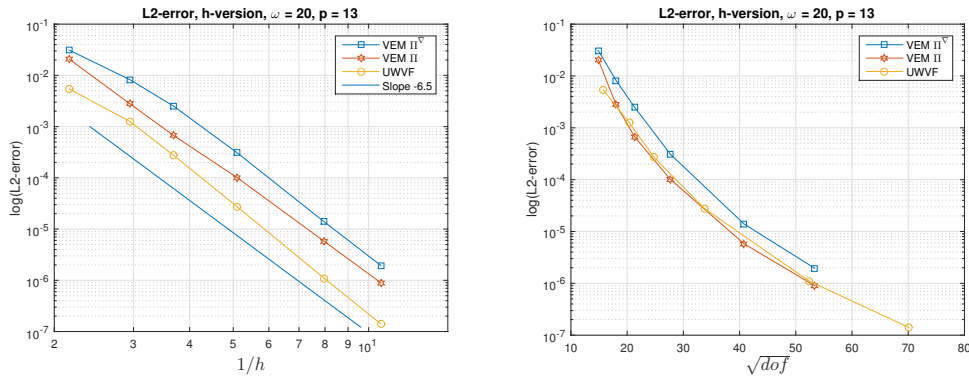 L2-error, h-version, ω = 20, p = 13
log(L2-error)
10^-1
10^-2
10^-3
10^-4
10^-5
10^-6
10^-7
VEM Π^∇
VEM Π
UWVF
Slope -6.5
2 3 4 5 6 7 8 9 10^1
1/h
L2-error, h-version, ω = 20, p = 13
log(L2-error)
10^-1
10^-2
10^-3
10^-4
10^-5
10^-6
10^-7
VEM Π^∇
VEM Π
UWVF
10 20 30 40 50 60 70 80
√dof